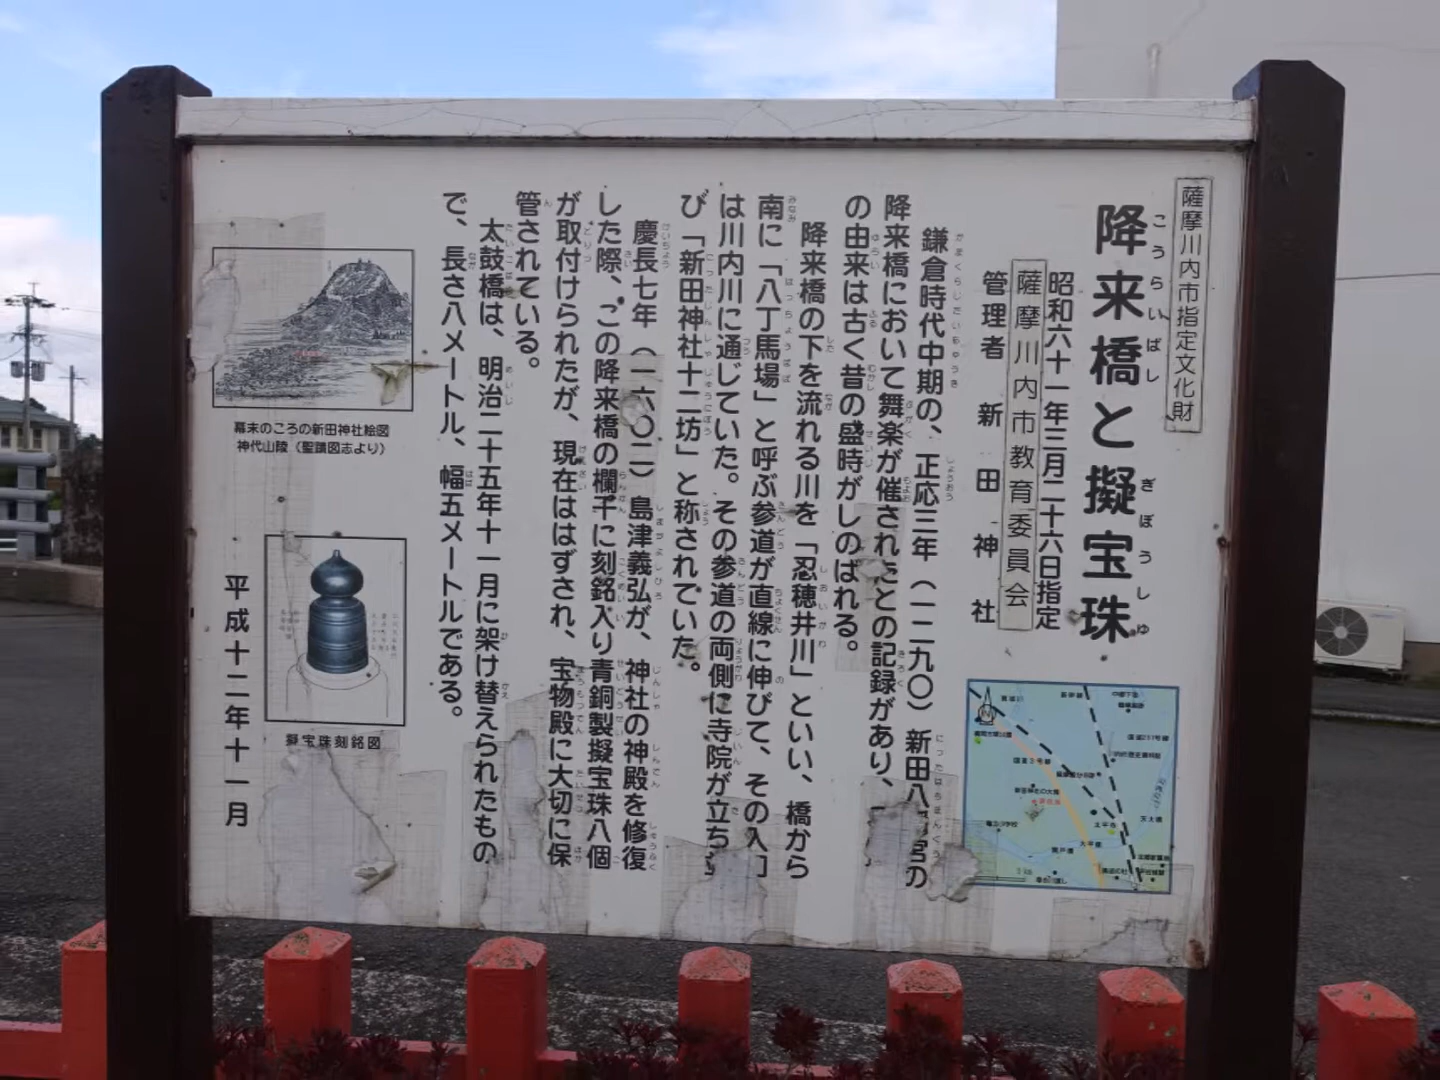 薩摩川内市指定文化財
降来橋と擬宝珠
こうらいばし ぎぼうしゅ
昭和六十一年三月二十六日指定
薩摩川内市教育委員会
管理者 新田神社
鎌倉時代中期の、正応三年（一二九〇）新田八 宮の
降来橋において舞楽が催されたとの記録があり、
の由来は古く昔の盛時がしのばれる。
降来橋の下を流れる川を「忍穂井川」といい、橋から
南に「八丁馬場」と呼ぶ参道が直線に伸びて、その入口
は川内川に通じていた。その参道の両側に寺院が立ち
び「新田神社十二坊」と称されていた。
慶長七年（一六〇二）島津義弘が、神社の神殿を修復
した際、この降来橋の欄干に刻銘入り青銅製擬宝珠八個
が取付けられたが、現在ははずされ、宝物殿に大切に保
管されている。
太鼓橋は、明治二十五年十一月に架け替えられたもの
で、長さ八メートル、幅五メートルである。
幕末のころの新田神社絵図
神代山陵（聖蹟図志より）
擬宝珠刻銘図
平成十二年十一月